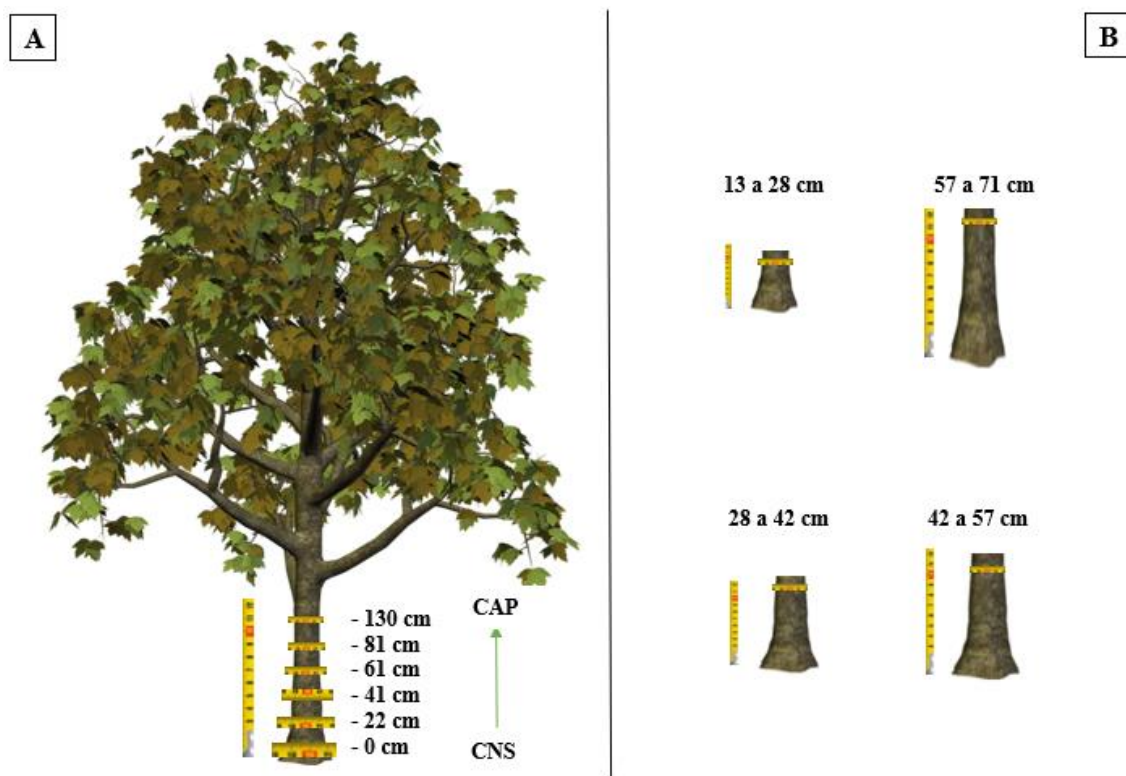 A
B
13 a 28 cm
57 a 71 cm
28 a 42 cm
42 a 57 cm
CAP
- 130 cm
- 81 cm
- 61 cm
- 41 cm
- 22 cm
- 0 cm
CNS